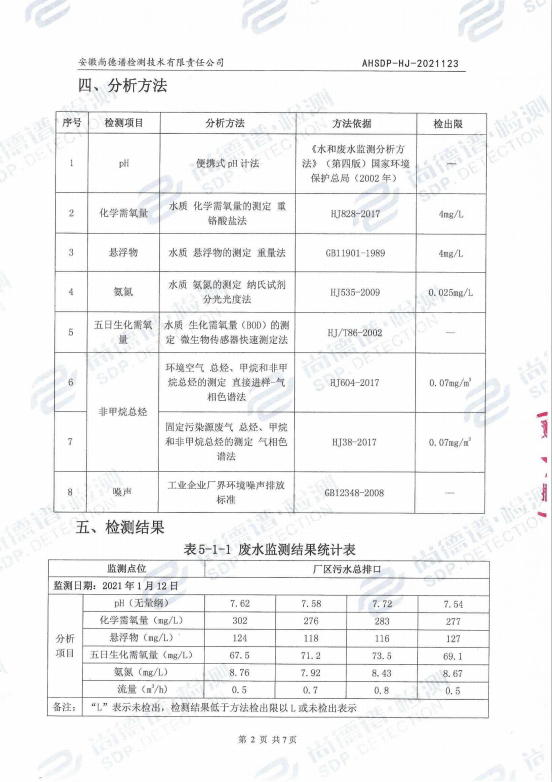 安徽尚德谱检测技术有限责任公司 AHSDP-HJ-2021123
四、分析方法
序号 检测项目 分析方法 方法依据 检出限
1 pH 便携式 pH 计法 《水和废水监测分析方法》（第四版）国家环境保护总局（2002 年） —
2 化学需氧量 水质 化学需氧量的测定 重铬酸盐法 HJ828-2017 4mg/L
3 悬浮物 水质 悬浮物的测定 重量法 GB11901-1989 4mg/L
4 氨氮 水质 氨氮的测定 纳氏试剂分光光度法 HJ535-2009 0.025mg/L
5 五日生化需氧量 水质 生化需氧量（BOD）的测定 微生物传感器快速测定法 HJ/T86-2002 —
6 非甲烷总烃 环境空气 总烃、甲烷和非甲烷总烃的测定 直接进样-气相色谱法 HJ604-2017 0.07mg/m³
7 固定污染源废气 总烃、甲烷和非甲烷总烃的测定 气相色谱法 HJ38-2017 0.07mg/m³
8 噪声 工业企业厂界环境噪声排放标准 GB12348-2008 —
五、检测结果
表5-1-1 废水监测结果统计表
监测点位 厂区污水总排口
监测日期：2021 年 1 月 12 日
分析项目
pH（无量纲） 7.62 7.58 7.72 7.54
化学需氧量（mg/L） 302 276 283 277
悬浮物（mg/L） 124 118 116 127
五日生化需氧量（mg/L） 67.5 71.2 73.5 69.1
氨氮（mg/L） 8.76 7.92 8.43 8.67
流量（m³/h） 0.5 0.7 0.8 0.5
备注： “L”表示未检出，检测结果低于方法检出限以 L 或未检出表示
第 2 页 共 7 页
尚德谱·检测
SDP·DETECTION